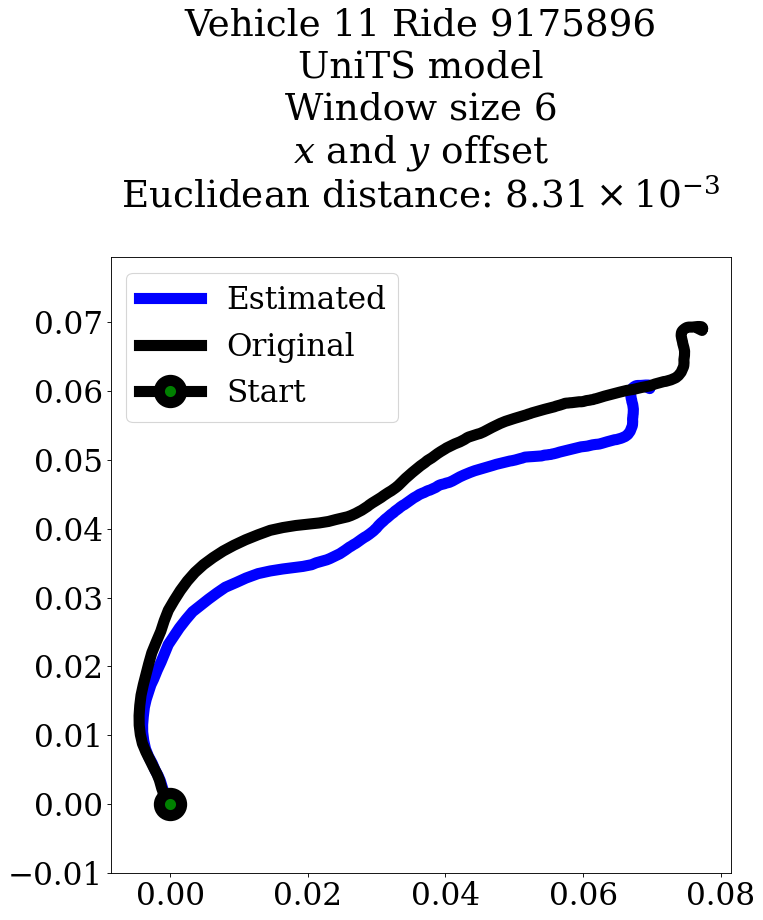 Vehicle 11 Ride 9175896
UniTS model
Window size 6
x and y offset
Euclidean distance: 8.31 × 10⁻³
Estimated
Original
Start
0.07
0.06
0.05
0.04
0.03
0.02
0.01
0.00
−0.01
0.00 0.02 0.04 0.06 0.08